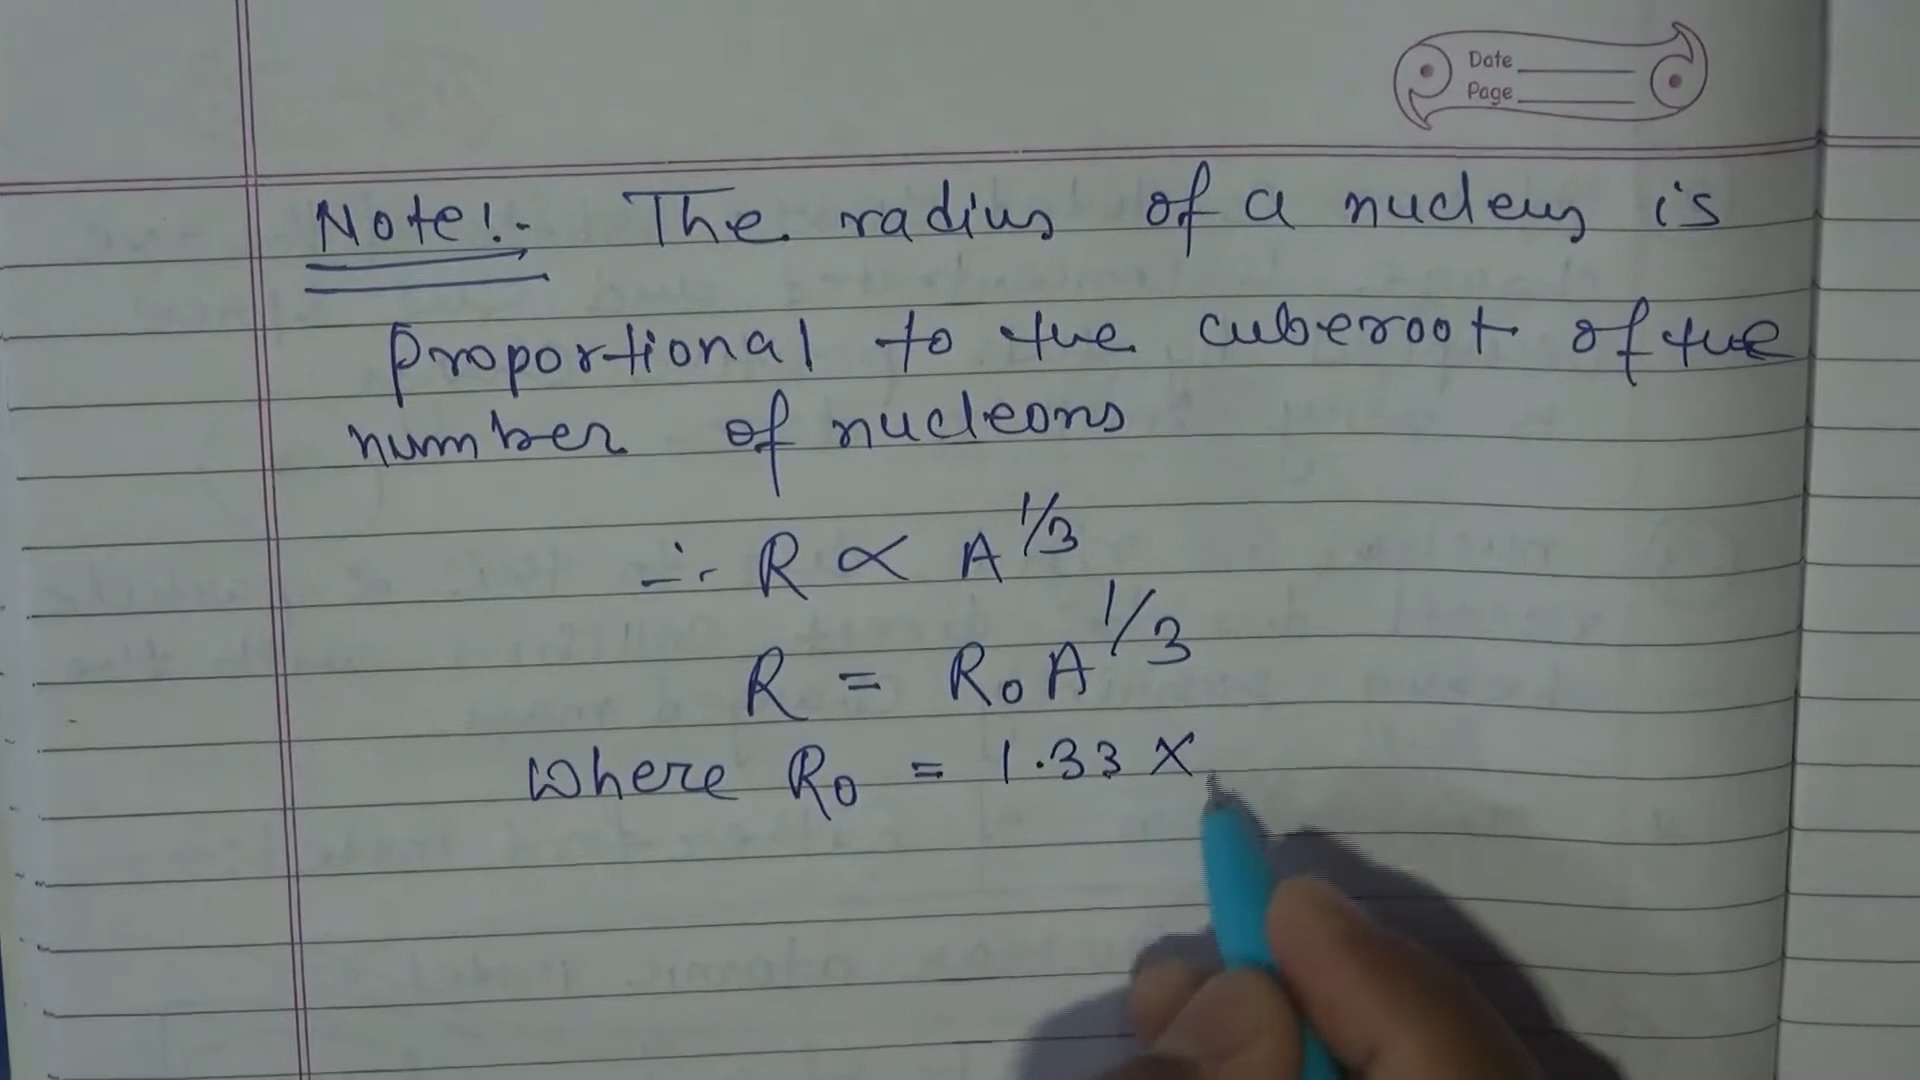 Date
Page
Note:- The radius of a nucleus is
proportional to the cuberoot of the
number of nucleons
∴ R ∝ A^1/3
R = R₀ A^1/3
where R₀ = 1.33 ×